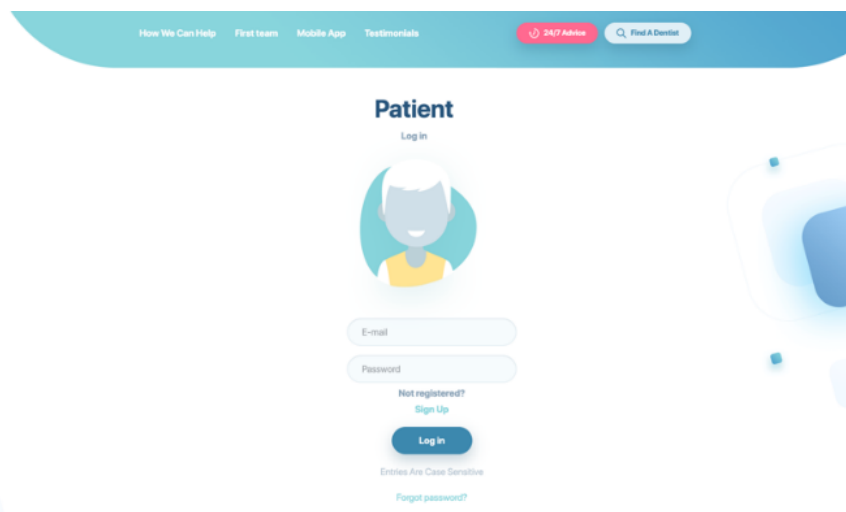 How We Can Help First team Mobile App Testimonials 24/7 Advice Find A Dentist
Patient
Log in
E-mail
Password
Not registered?
Sign Up
Log in
Entries Are Case Sensitive
Forgot password?